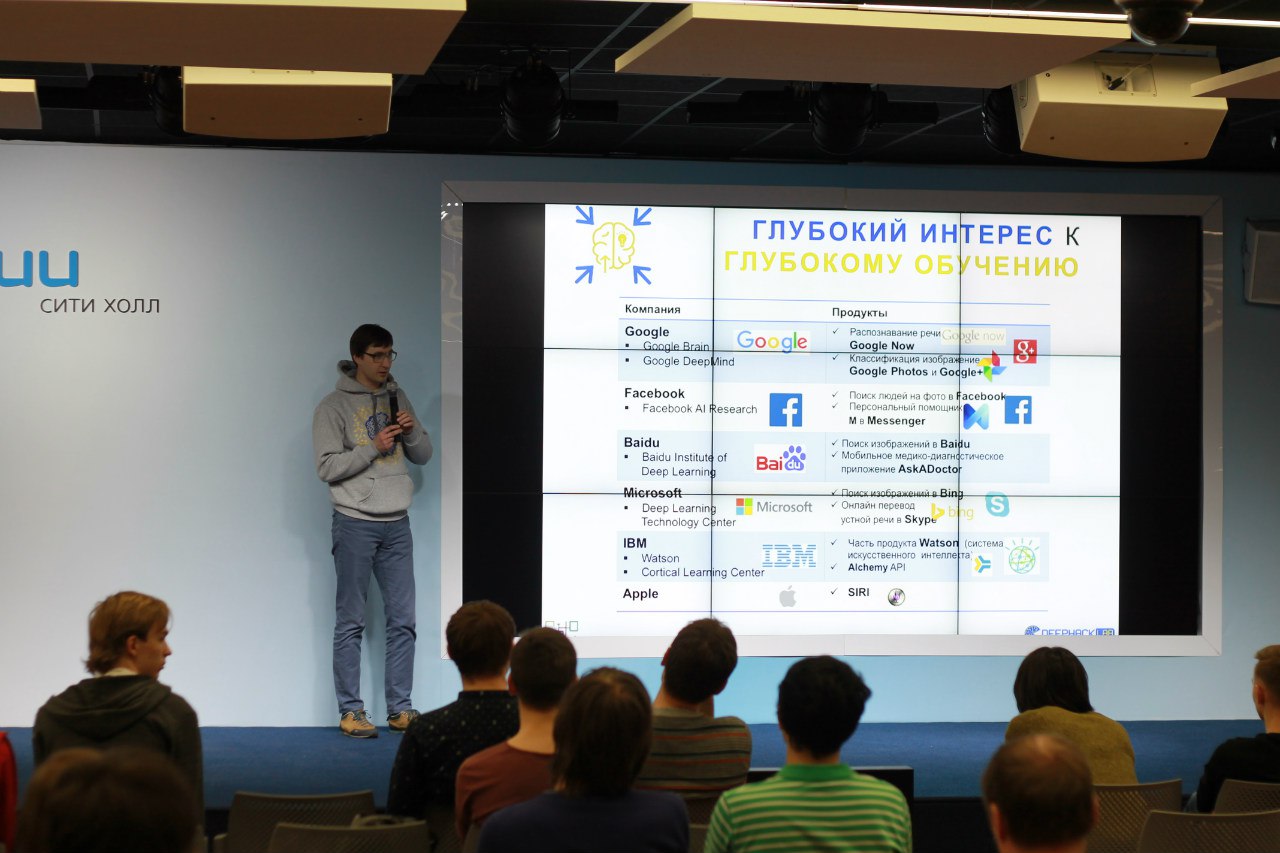 СИТИ ХОЛЛ
ГЛУБОКИЙ ИНТЕРЕС К
ГЛУБОКОМУ ОБУЧЕНИЮ
Компания
Продукты
Google
Google Brain
Google DeepMind
Google
Распознавание речи
Google Now
Google now
Классификация изображение
Google Photos и Google+
g+
Facebook
Facebook AI Research
f
Поиск людей на фото в Facebook
Персональный помощник
M в Messenger
f
Baidu
Baidu Institute of
Deep Learning
Baidu
Поиск изображений в Baidu
Мобильное медико-диагностическое
приложение AskADoctor
Microsoft
Deep Learning
Technology Center
Microsoft
Поиск изображений в Bing
Онлайн перевод
устной речи в Skype
bing
S
IBM
Watson
Cortical Learning Center
IBM
Часть продукта Watson (система
искусственного интеллекта)
Alchemy API
Apple
SIRI
DEEPHACK LAB